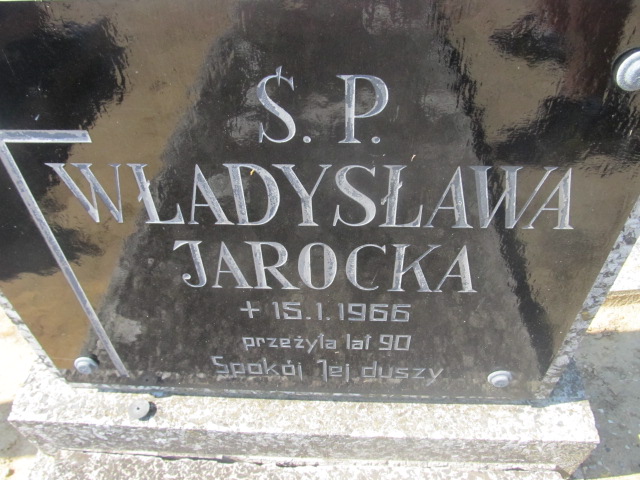 Ś. P.
WŁADYSŁAWA
JAROCKA
+ 15.1.1966
przeżyła lat 90
Spokój Jej duszy